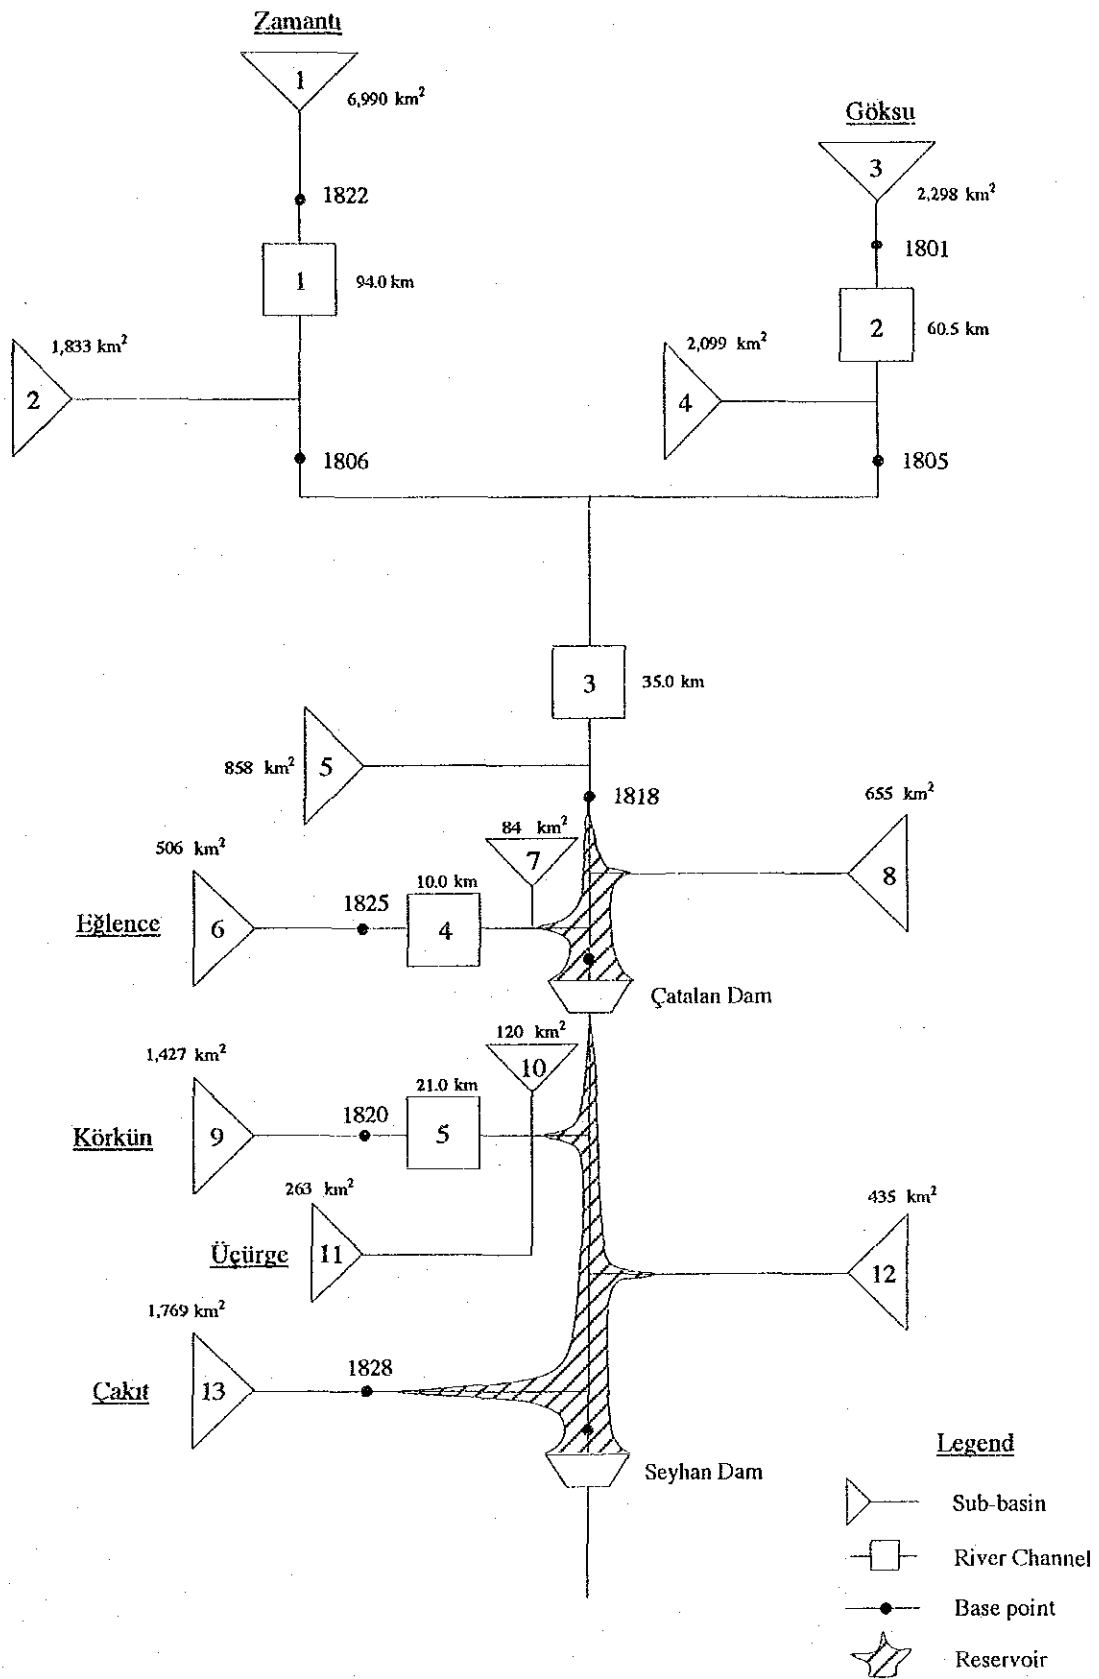 Zamantı
1
6,990 km²
Göksu
3
2,298 km²
1822
1801
1
94.0 km
2
60.5 km
1,833 km²
2
2,099 km²
4
1806
1805
3
35.0 km
858 km²
5
1818
655 km²
8
84 km²
7
506 km²
Eğlence
6
1825
10.0 km
4
Çatalan Dam
120 km²
10
1,427 km²
Körkün
9
1820
21.0 km
5
263 km²
Üçürge
11
435 km²
12
1,769 km²
Çakıt
13
1828
Seyhan Dam
Legend
Sub-basin
River Channel
Base point
Reservoir